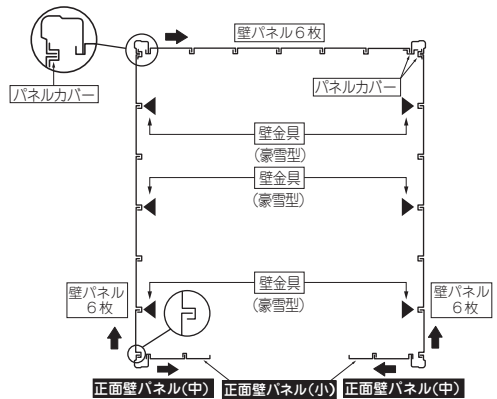 壁パネル6枚
パネルカバー
パネルカバー
壁金具
(豪雪型)
壁金具
(豪雪型)
壁金具
(豪雪型)
壁パネル
6枚
壁パネル
6枚
正面壁パネル(中)
正面壁パネル(小)
正面壁パネル(中)